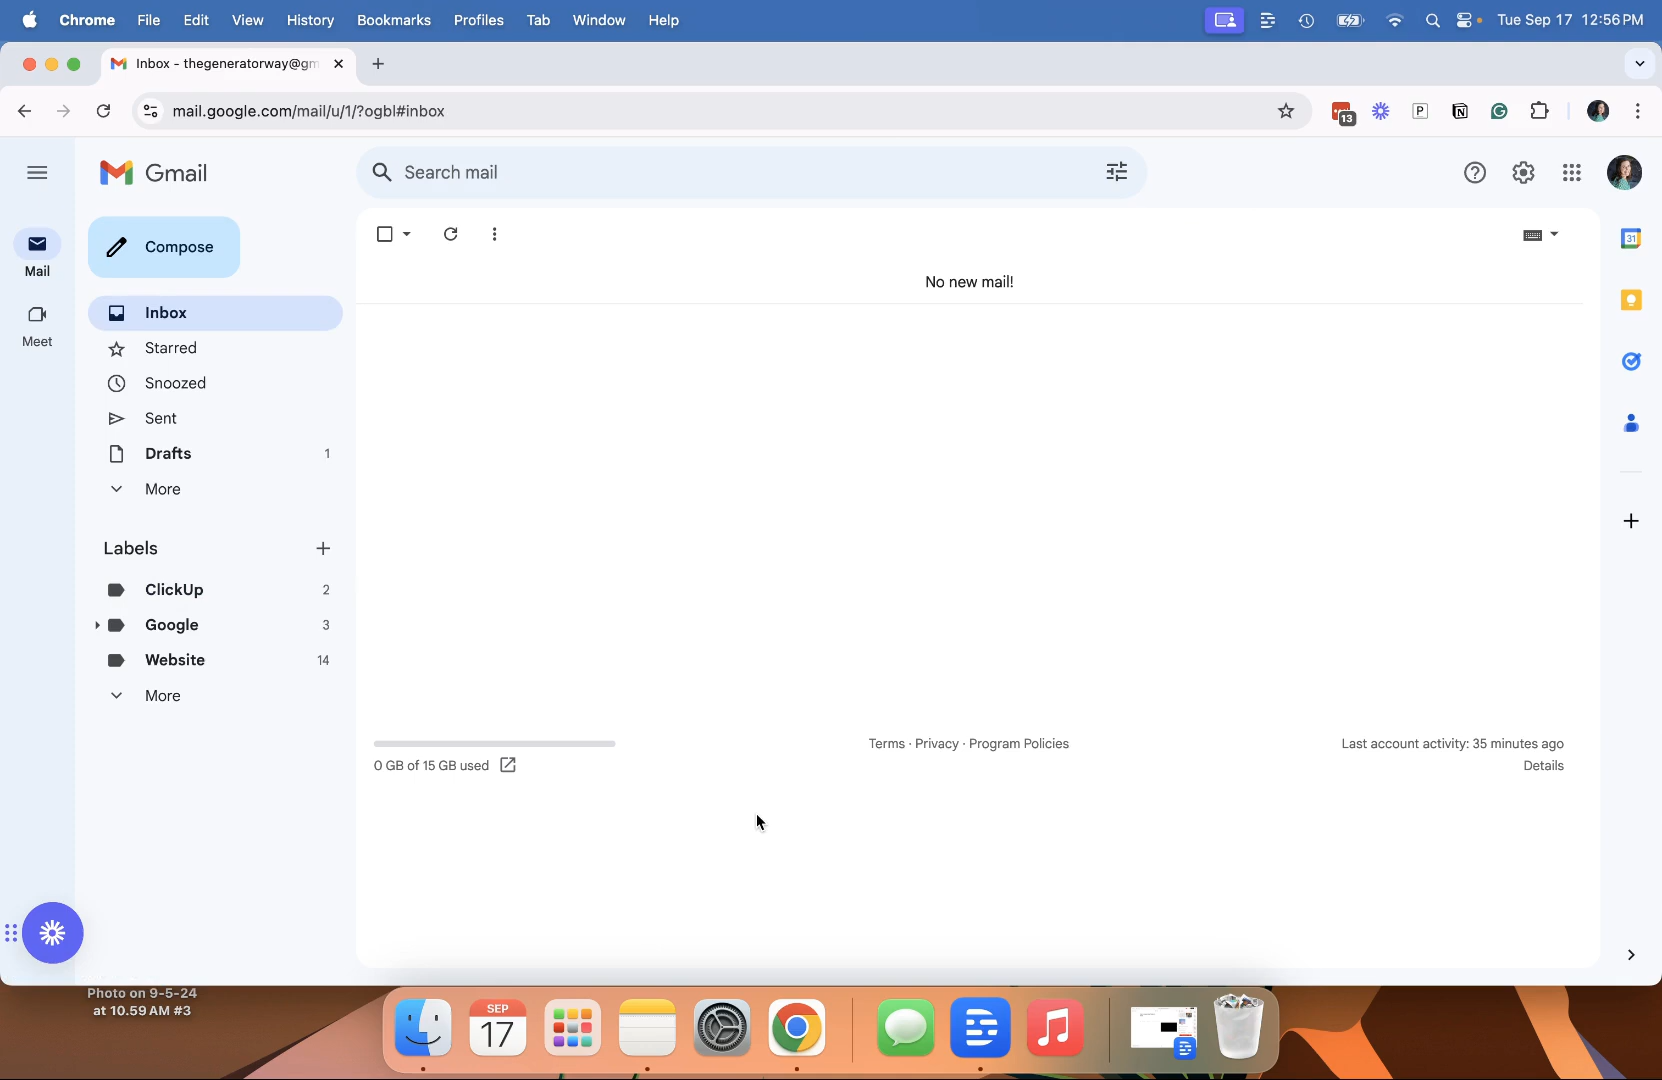 Chrome File Edit View History Bookmarks Profiles Tab Window Help Tue Sep 17 12:56 PM
Inbox - thegeneratorway@gm
mail.google.com/mail/u/1/?ogbl#inbox
13
P
N
G
Gmail
Search mail
Mail
Meet
Compose
Inbox
Starred
Snoozed
Sent
Drafts 1
More
Labels
ClickUp 2
Google 3
Website 14
More
No new mail!
31
0 GB of 15 GB used
Terms · Privacy · Program Policies
Last account activity: 35 minutes ago
Details
Photo on 9-5-24
at 10.59 AM #3
SEP
17